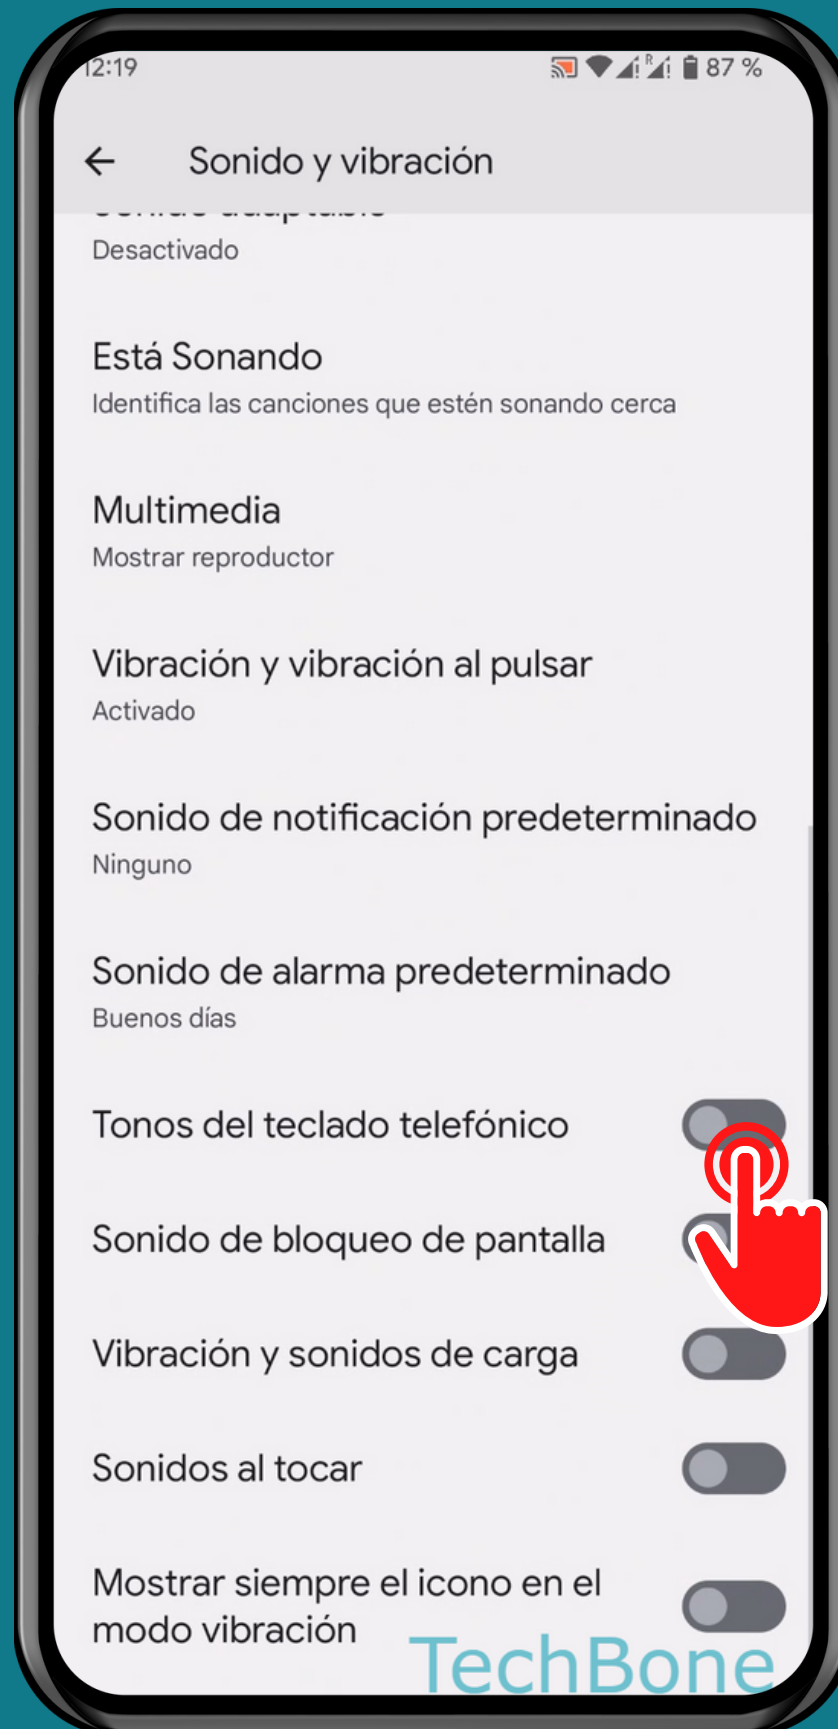 12:19
R
87 %
Sonido y vibración
Sonido adaptable
Desactivado
Está Sonando
Identifica las canciones que estén sonando cerca
Multimedia
Mostrar reproductor
Vibración y vibración al pulsar
Activado
Sonido de notificación predeterminado
Ninguno
Sonido de alarma predeterminado
Buenos días
Tonos del teclado telefónico
Sonido de bloqueo de pantalla
Vibración y sonidos de carga
Sonidos al tocar
Mostrar siempre el icono en el
modo vibración
TechBone